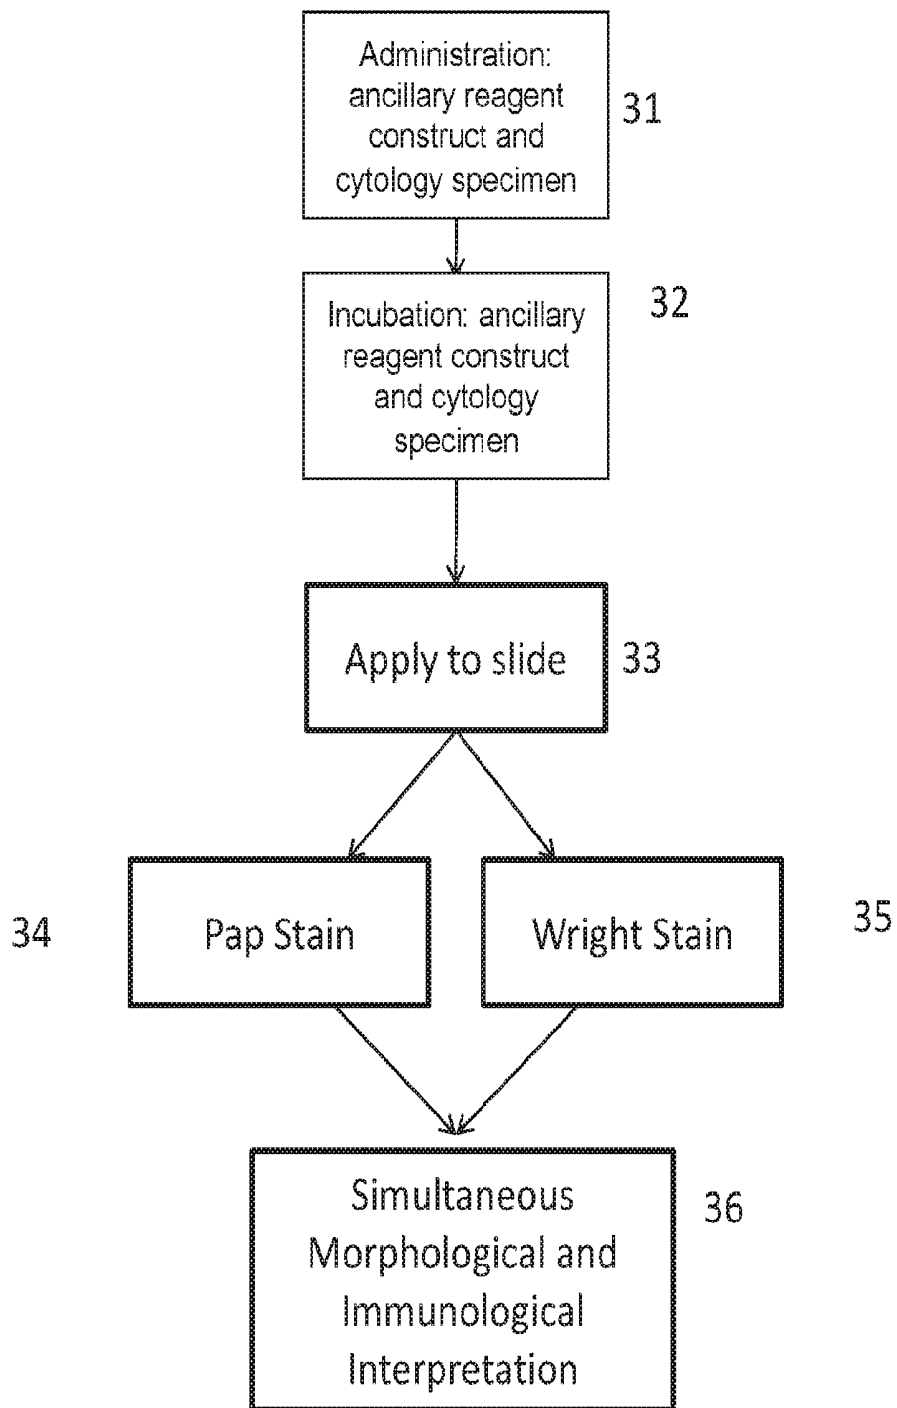 Administration:
ancillary reagent
construct and
cytology specimen
31
Incubation: ancillary
reagent construct
and cytology
specimen
32
Apply to slide
33
34
Pap Stain
Wright Stain
35
Simultaneous
Morphological and
Immunological
Interpretation
36